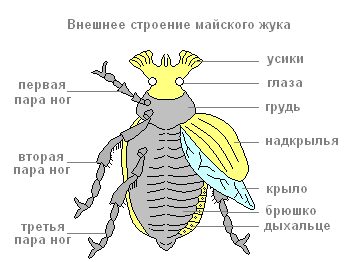 Внешнее строение майского жука
усики
глаза
первая
пара ног
грудь
надкрылья
вторая
пара ног
крыло
брюшко
дыхальце
третья
пара ног